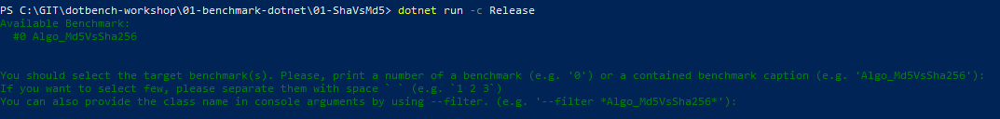 PS C:\GIT\dotbench-workshop\01-benchmark-dotnet\01-ShaVsMd5> dotnet run -c Release
Available Benchmark:
  #0 Algo_Md5VsSha256
You should select the target benchmark(s). Please, print a number of a benchmark (e.g. '0') or a contained benchmark caption (e.g. 'Algo_Md5VsSha256'):
If you want to select few, please separate them with space ` ` (e.g. `1 2 3`)
You can also provide the class name in console arguments by using --filter. (e.g. '--filter *Algo_Md5VsSha256*'):